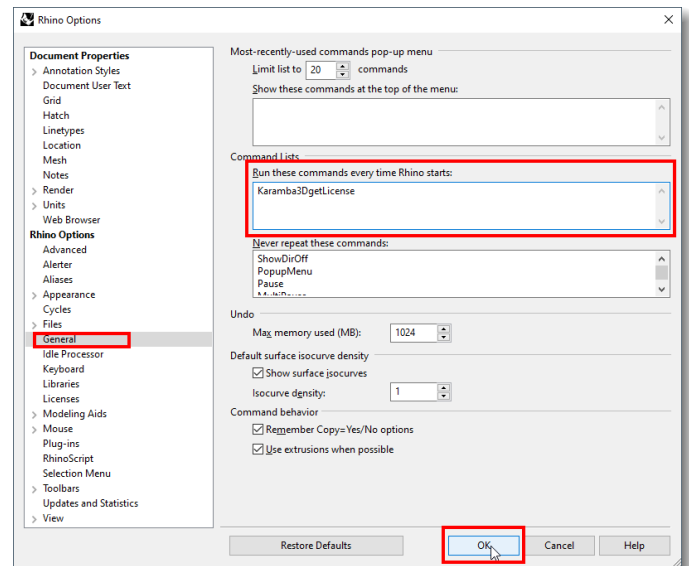 Rhino Options
Document Properties
Annotation Styles
Document User Text
Grid
Hatch
Linetypes
Location
Mesh
Notes
Render
Units
Web Browser
Rhino Options
Advanced
Alerter
Aliases
Appearance
Cycles
Files
General
Idle Processor
Keyboard
Libraries
Licenses
Modeling Aids
Mouse
Plug-ins
RhinoScript
Selection Menu
Toolbars
Updates and Statistics
View
Most-recently-used commands pop-up menu
Limit list to 20 commands
Show these commands at the top of the menu:
Command Lists
Run these commands every time Rhino starts:
Karamba3DgetLicense
Never repeat these commands:
ShowDirOff
PopupMenu
Pause
Undo
Max memory used (MB): 1024
Default surface isocurve density
Show surface isocurves
Isocurve density: 1
Command behavior
Remember Copy=Yes/No options
Use extrusions when possible
Restore Defaults
OK
Cancel
Help